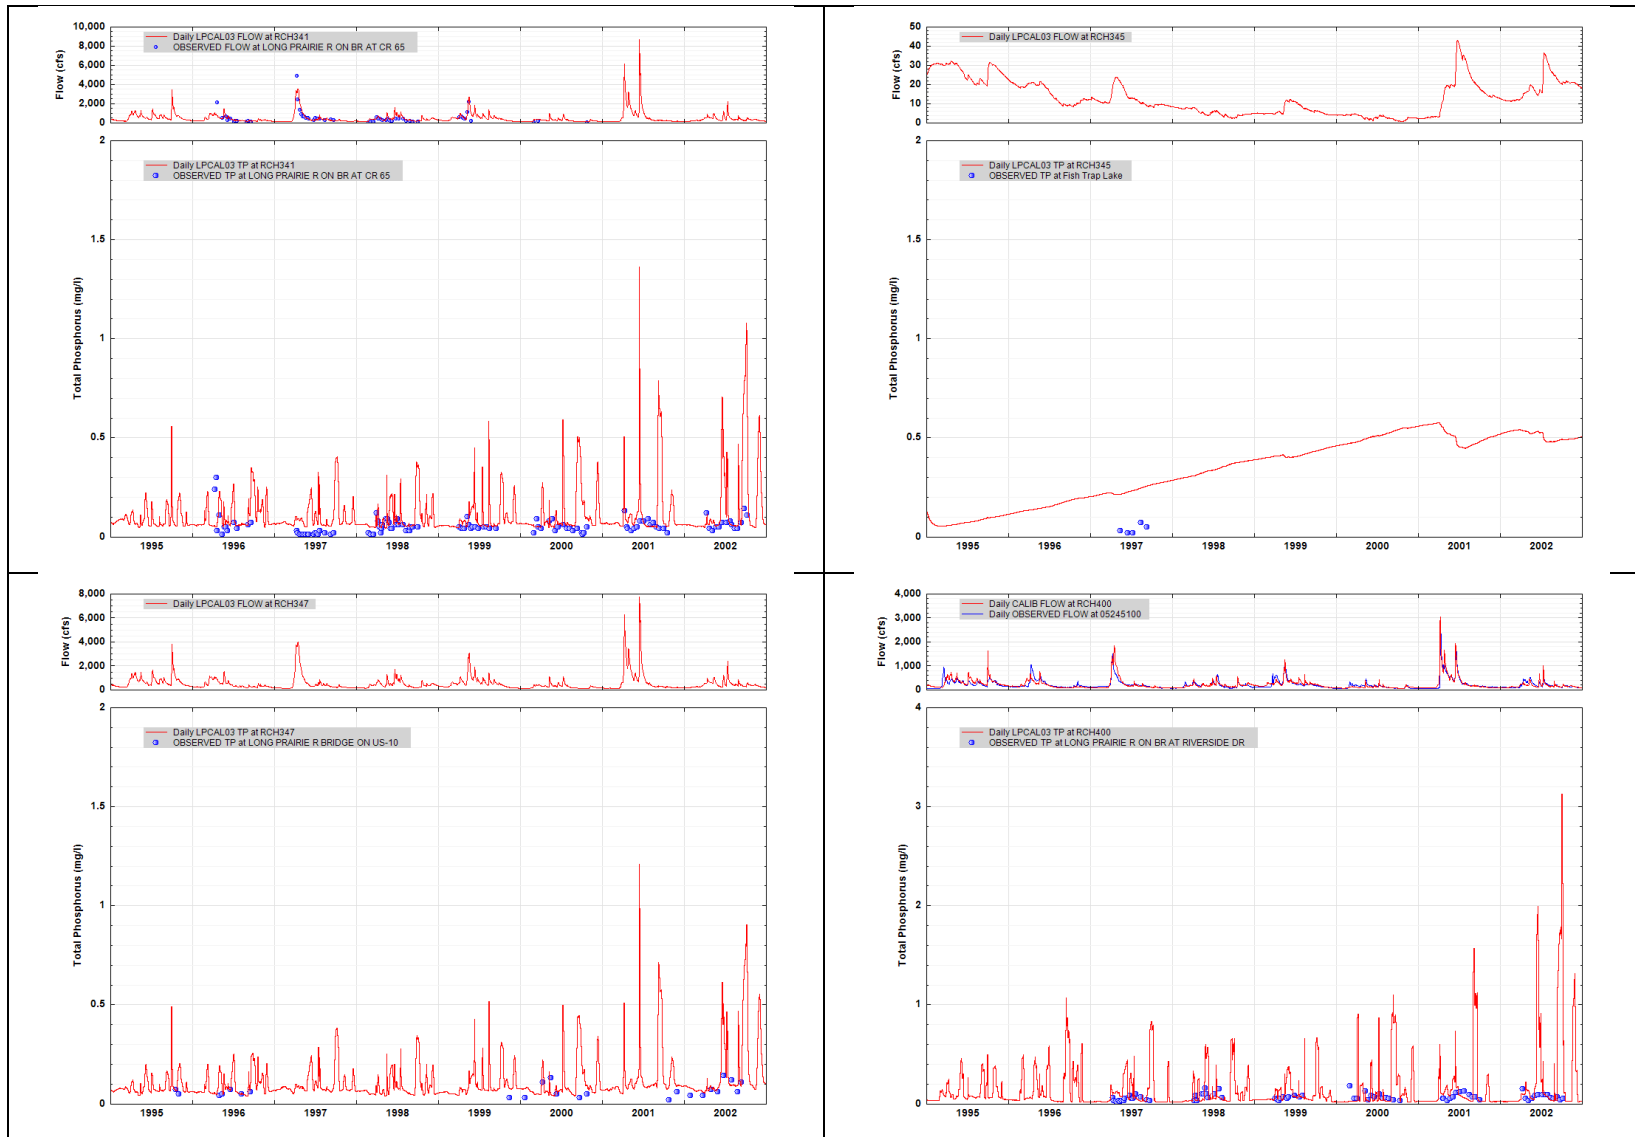 10,000
8,000
6,000
4,000
2,000
0
Flow (cfs)
Daily LPCAL03 FLOW at RCH341
OBSERVED FLOW at LONG PRAIRIE R ON BR AT CR 65
2
1.5
1
0.5
0
Total Phosphorus (mg/l)
Daily LPCAL03 TP at RCH341
OBSERVED TP at LONG PRAIRIE R ON BR AT CR 65
1995 1996 1997 1998 1999 2000 2001 2002
50
40
30
20
10
0
Flow (cfs)
Daily LPCAL03 FLOW at RCH345
2
1.5
1
0.5
0
Total Phosphorus (mg/l)
Daily LPCAL03 TP at RCH345
OBSERVED TP at Fish Trap Lake
1995 1996 1997 1998 1999 2000 2001 2002
8,000
6,000
4,000
2,000
0
Flow (cfs)
Daily LPCAL03 FLOW at RCH347
2
1.5
1
0.5
0
Total Phosphorus (mg/l)
Daily LPCAL03 TP at RCH347
OBSERVED TP at LONG PRAIRIE R BRIDGE ON US-10
1995 1996 1997 1998 1999 2000 2001 2002
4,000
3,000
2,000
1,000
0
Flow (cfs)
Daily CALIB FLOW at RCH400
Daily OBSERVED FLOW at 05245100
4
3
2
1
0
Total Phosphorus (mg/l)
Daily LPCAL03 TP at RCH400
OBSERVED TP at LONG PRAIRIE R ON BR AT RIVERSIDE DR
1995 1996 1997 1998 1999 2000 2001 2002